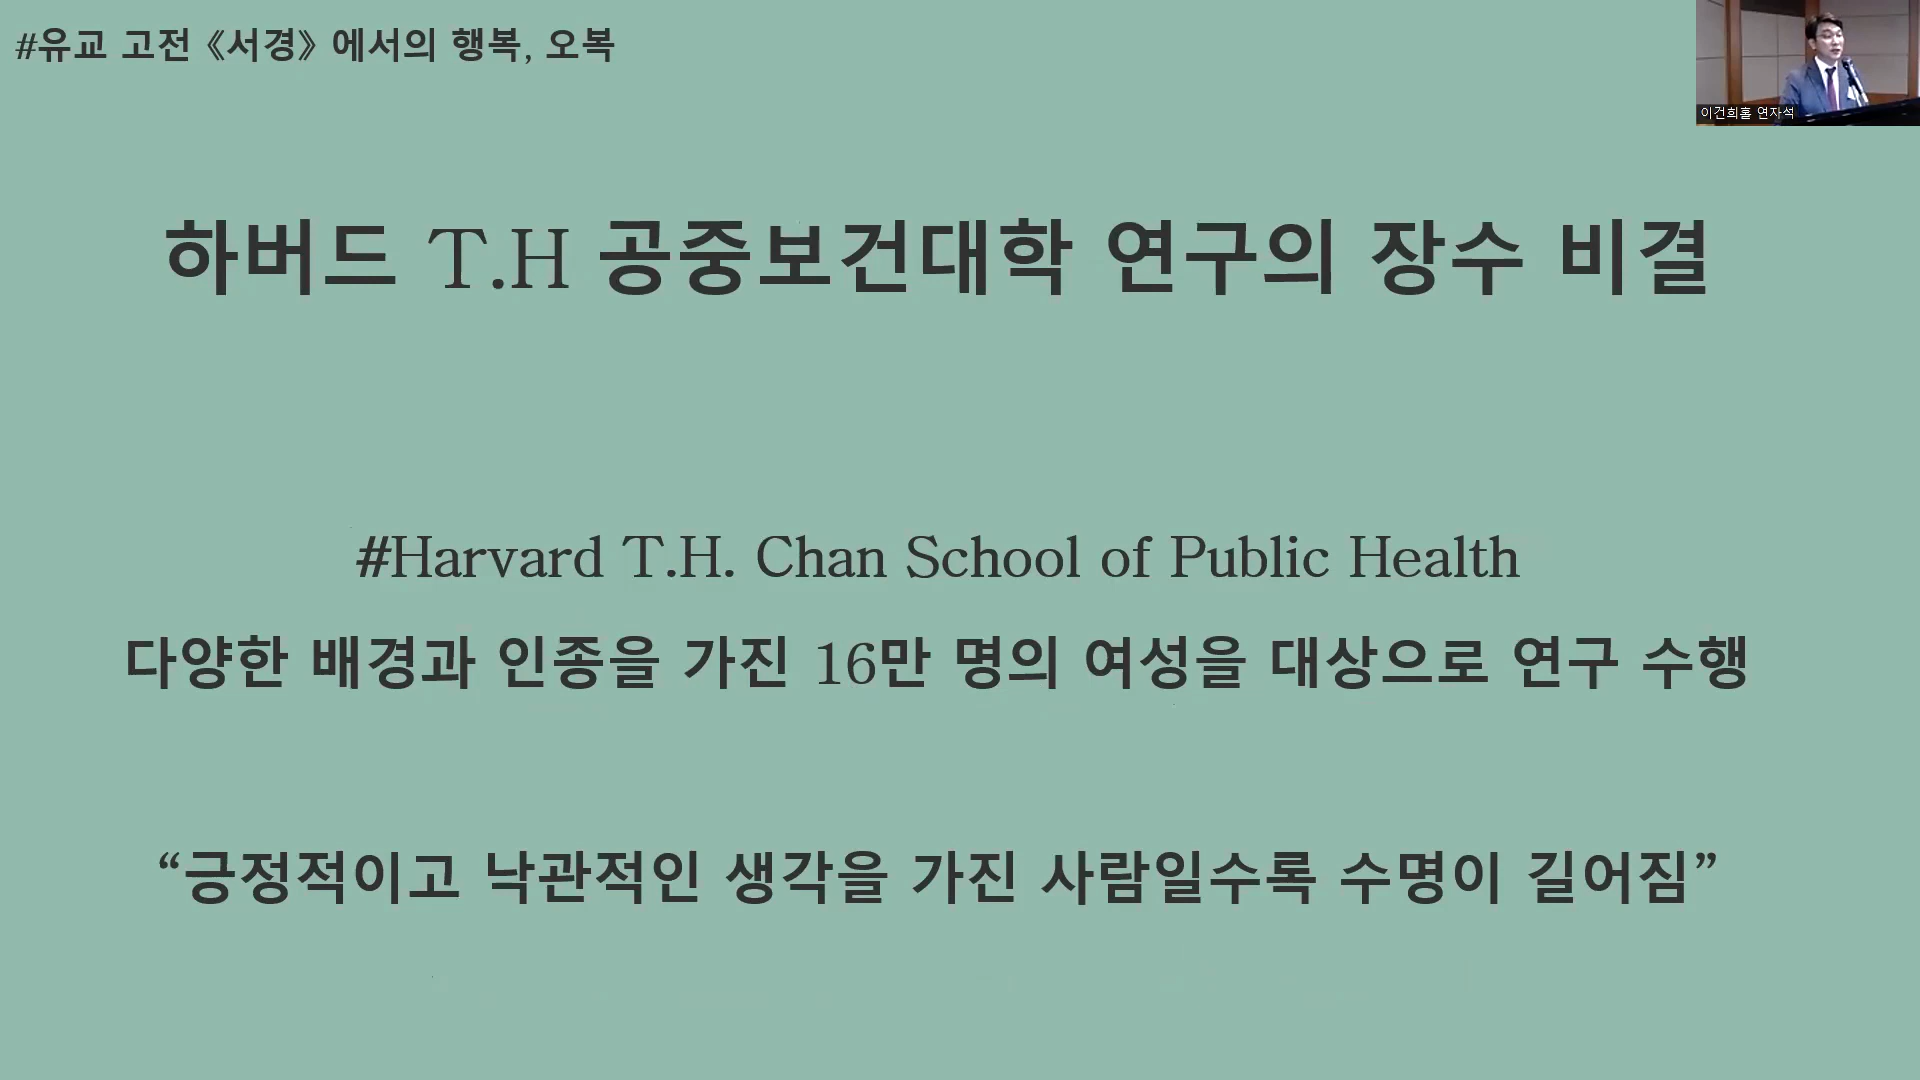 #유교 고전《서경》에서의 행복, 오복
이건희홀 연자석
하버드 T.H 공중보건대학 연구의 장수 비결
#Harvard T.H. Chan School of Public Health
다양한 배경과 인종을 가진 16만 명의 여성을 대상으로 연구 수행
“긍정적이고 낙관적인 생각을 가진 사람일수록 수명이 길어짐”